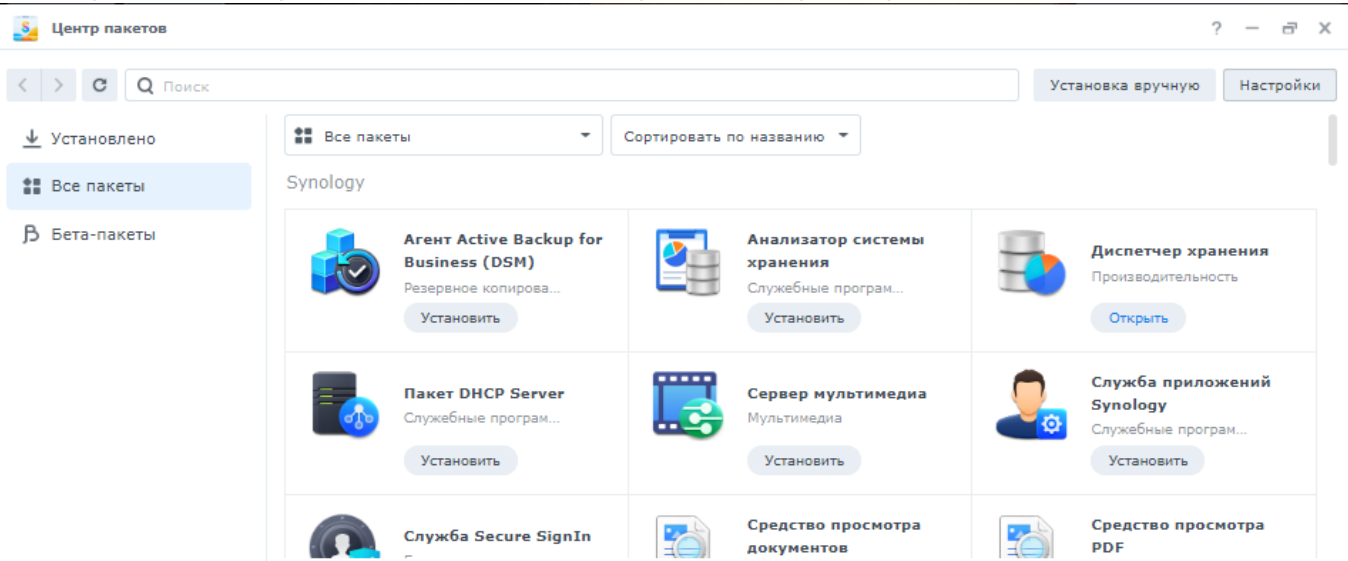 Центр пакетов
?
Поиск
Установка вручную
Настройки
Установлено
Все пакеты
Бета-пакеты
Все пакеты
Сортировать по названию
Synology
Агент Active Backup for
Business (DSM)
Резервное копирова...
Установить
Анализатор системы
хранения
Служебные програм...
Установить
Диспетчер хранения
Производительность
Открыть
Пакет DHCP Server
Служебные програм...
Установить
Сервер мультимедиа
Мультимедиа
Установить
Служба приложений
Synology
Служебные програм...
Установить
Служба Secure SignIn
Средство просмотра
документов
Средство просмотра
PDF